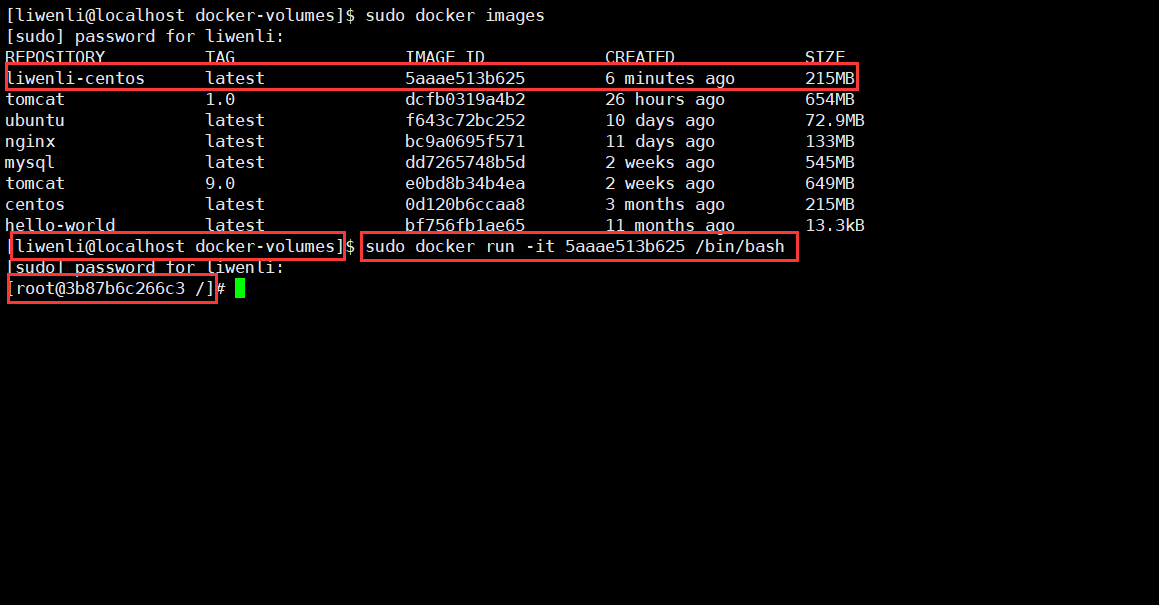 [liwenli@localhost docker-volumes]$ sudo docker images
[sudo] password for liwenli:
REPOSITORY TAG IMAGE ID CREATED SIZE
liwenli-centos latest 5aaae513b625 6 minutes ago 215MB
tomcat 1.0 dcfb0319a4b2 26 hours ago 654MB
ubuntu latest f643c72bc252 10 days ago 72.9MB
nginx latest bc9a0695f571 11 days ago 133MB
mysql latest dd7265748b5d 2 weeks ago 545MB
tomcat 9.0 e0bd8b34b4ea 2 weeks ago 649MB
centos latest 0d120b6ccaa8 3 months ago 215MB
hello-world latest bf756fb1ae65 11 months ago 13.3kB
[liwenli@localhost docker-volumes]$ sudo docker run -it 5aaae513b625 /bin/bash
[sudo] password for liwenli:
[root@3b87b6c266c3 /]#